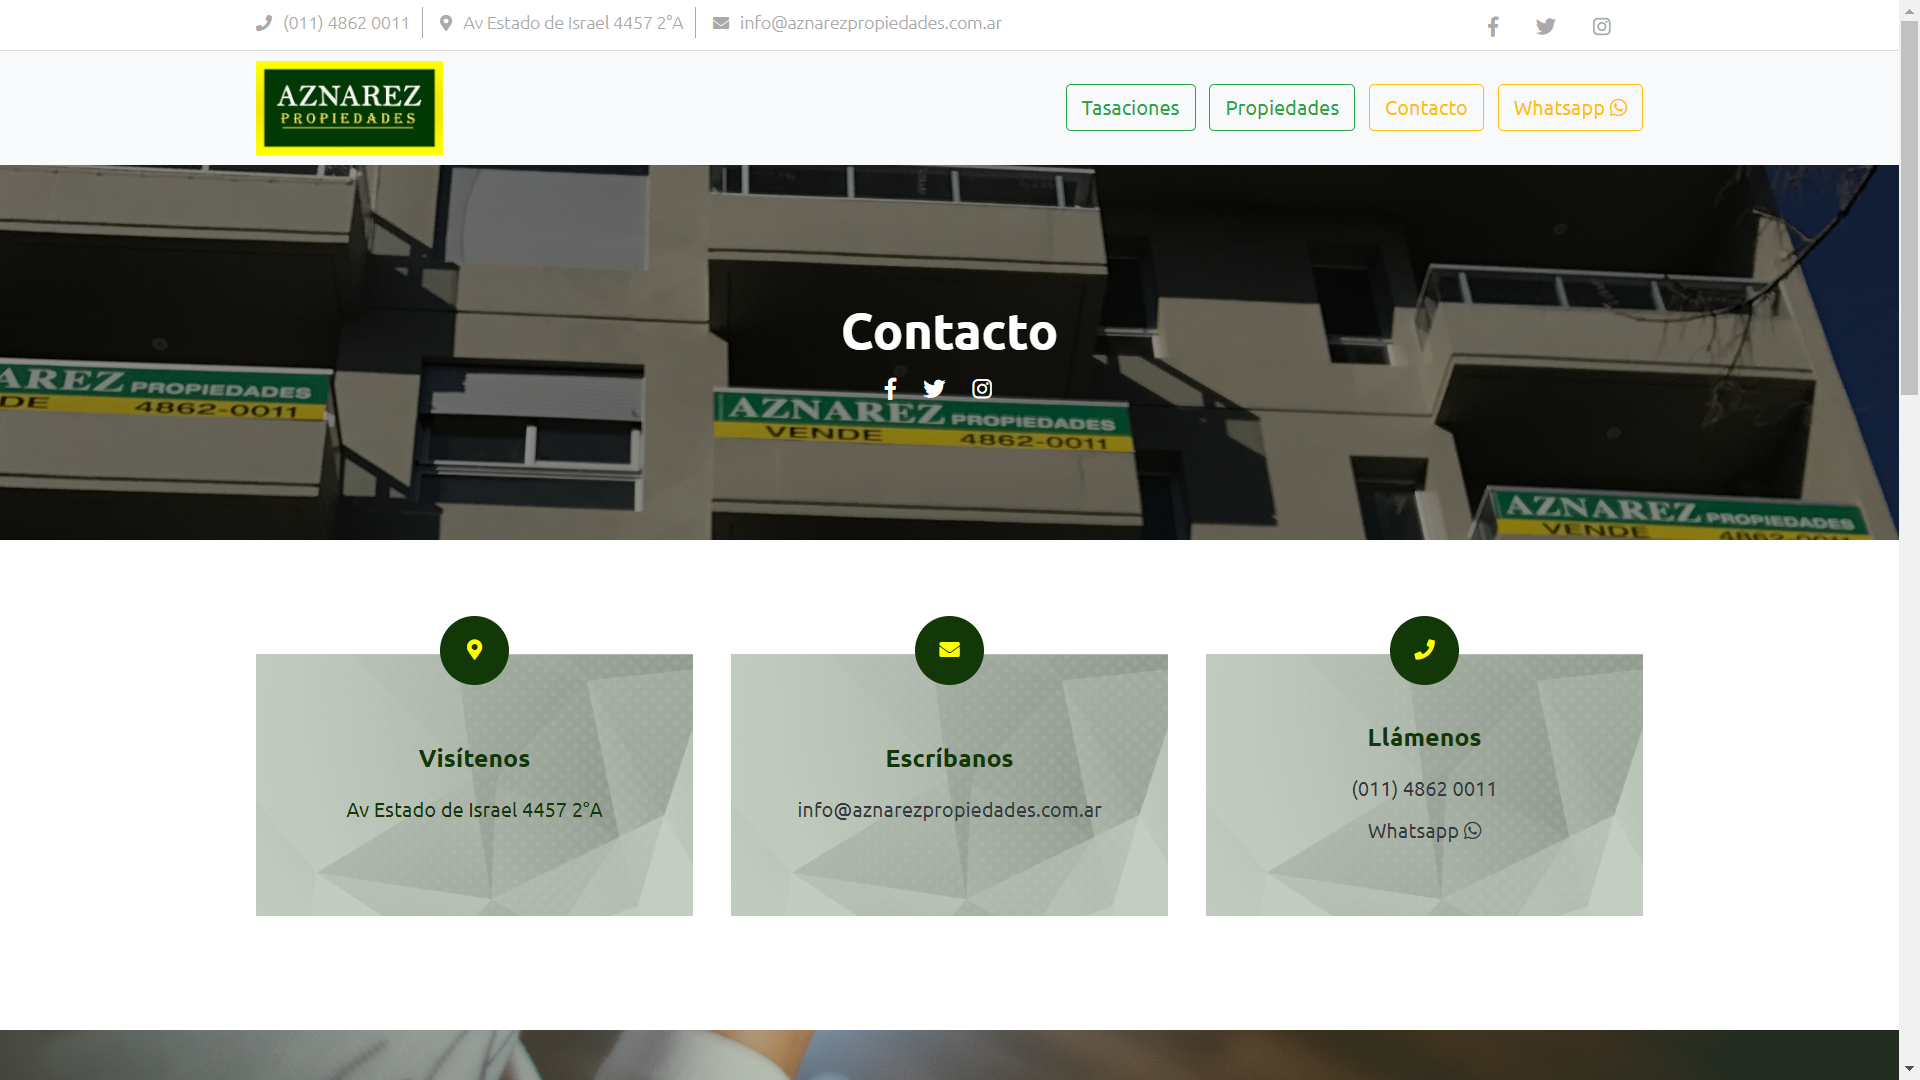 (011) 4862 0011
Av Estado de Israel 4457 2°A
info@aznarezpropiedades.com.ar
AZNAREZ
PROPIEDADES
Tasaciones
Propiedades
Contacto
Whatsapp
Contacto
AREZ PROPIEDADES
DE 4862-0011
AZNAREZ PROPIEDADES
VENDE 4862-0011
AZNAREZ PROPIEDADES
VENDE 4862-0011
Visítenos
Av Estado de Israel 4457 2°A
Escríbanos
info@aznarezpropiedades.com.ar
Llámenos
(011) 4862 0011
Whatsapp